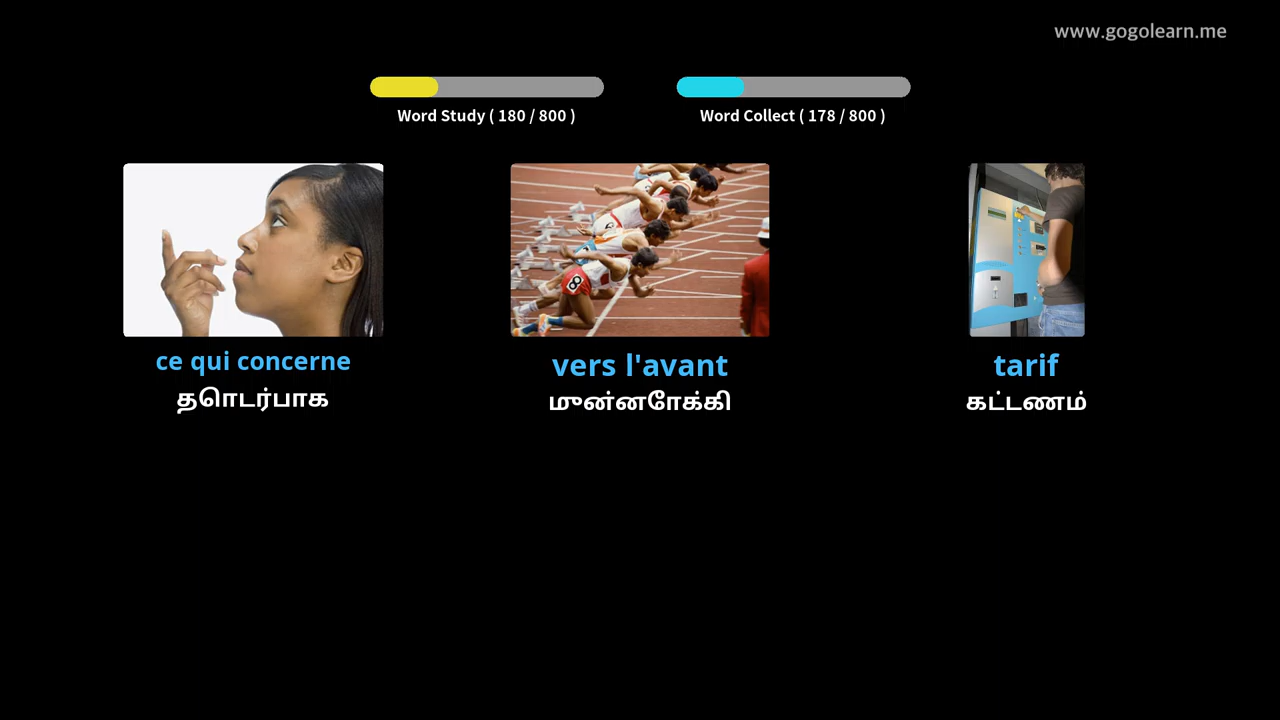 www.gogolearn.me
Word Study ( 180 / 800 )
Word Collect ( 178 / 800 )
ce qui concerne
தொடர்பாக
vers l'avant
முன்னோக்கி
tarif
கட்டணம்